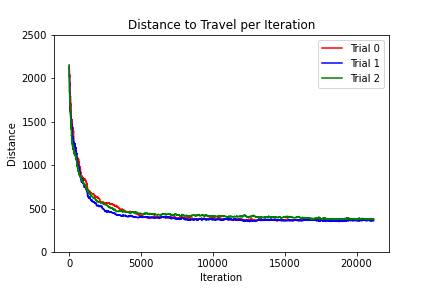 Distance to Travel per Iteration
2500
2000
1500
1000
500
0
Distance
Trial 0
Trial 1
Trial 2
0
5000
10000
15000
20000
Iteration